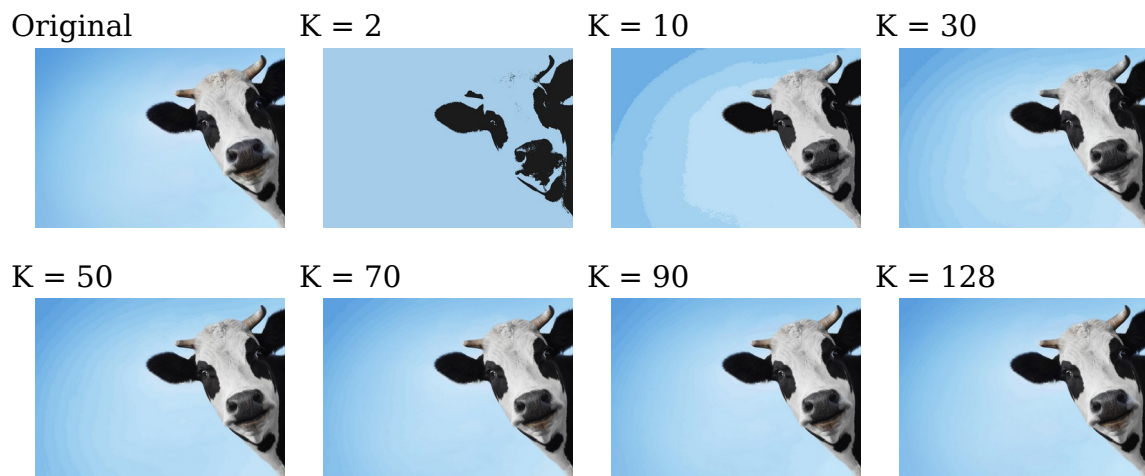 Original
K = 2
K = 10
K = 30
K = 50
K = 70
K = 90
K = 128